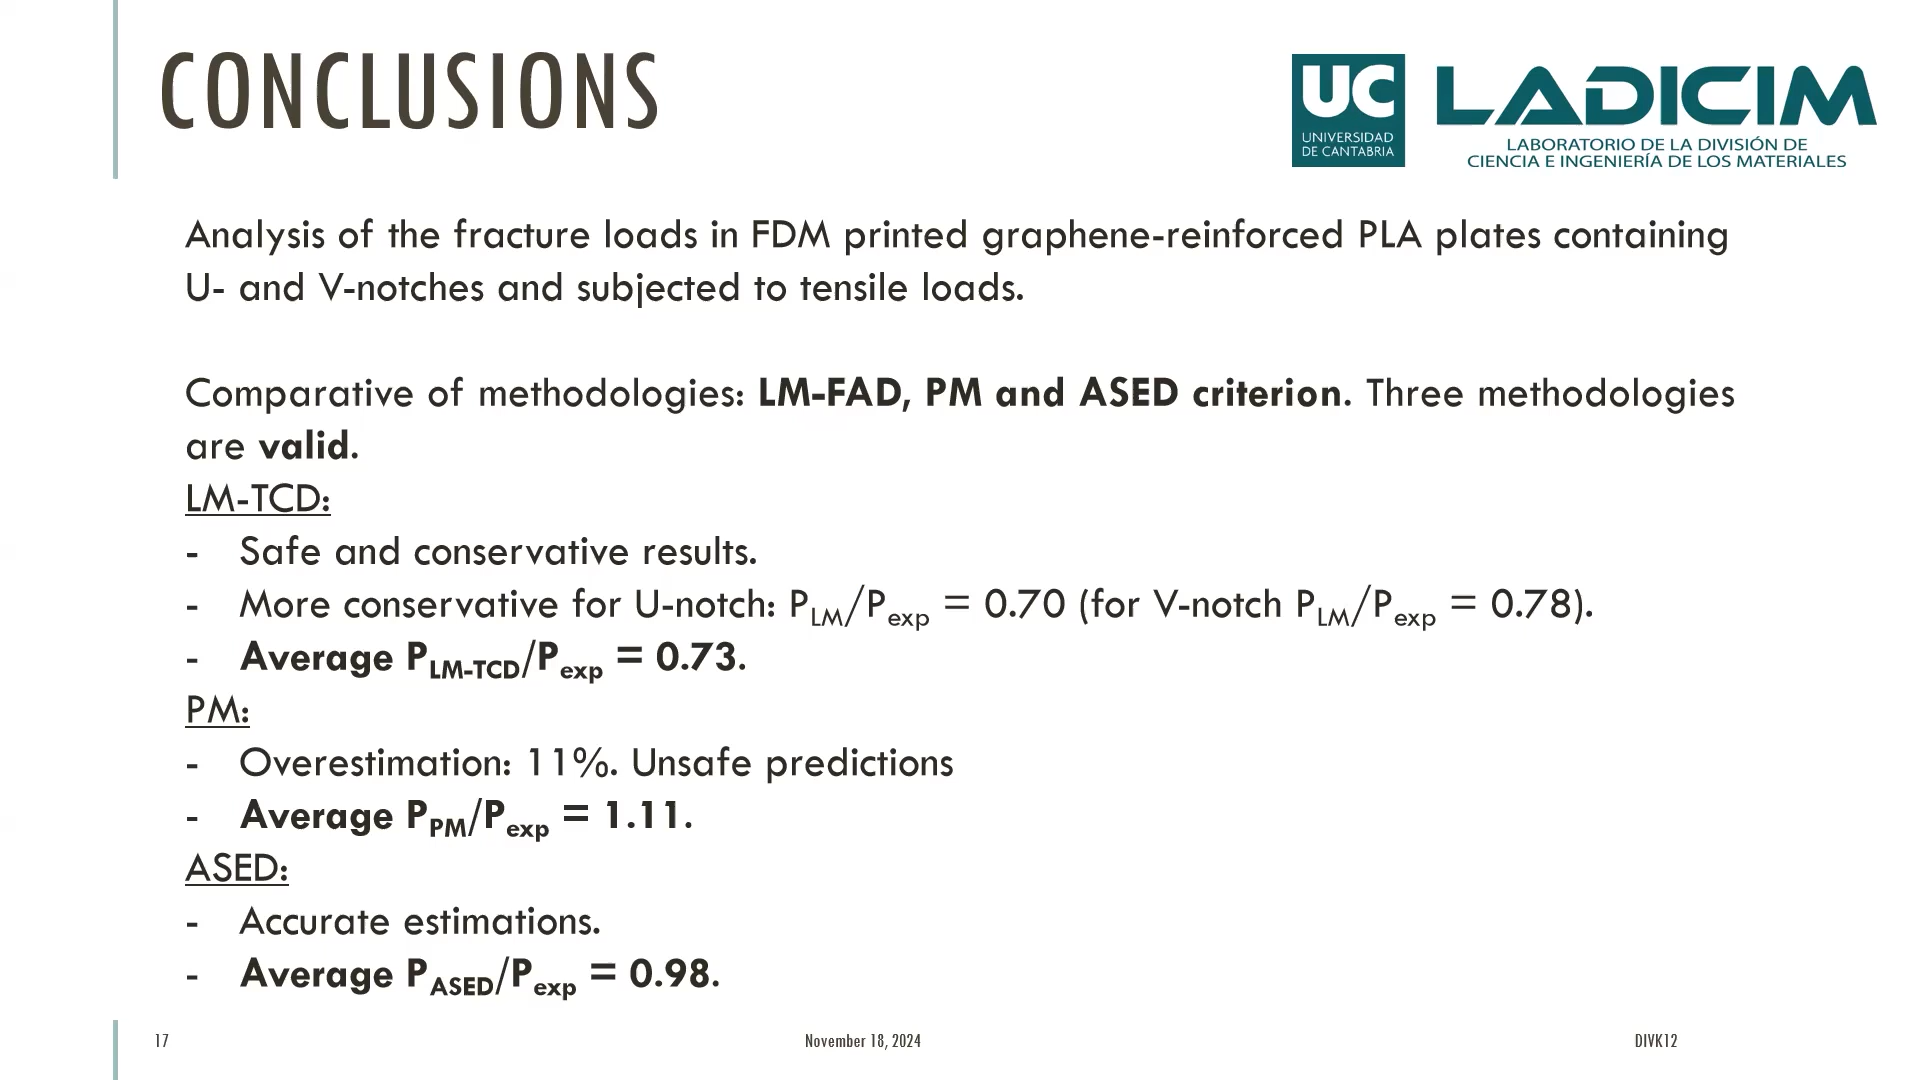 CONCLUSIONS
UC
UNIVERSIDAD
DE CANTABRIA
LADICIM
LABORATORIO DE LA DIVISIÓN DE
CIENCIA E INGENIERÍA DE LOS MATERIALES
Analysis of the fracture loads in FDM printed graphene-reinforced PLA plates containing
U- and V-notches and subjected to tensile loads.
Comparative of methodologies: LM-FAD, PM and ASED criterion. Three methodologies
are valid.
LM-TCD:
- Safe and conservative results.
- More conservative for U-notch: PLM/Pexp = 0.70 (for V-notch PLM/Pexp = 0.78).
- Average PLM-TCD/Pexp = 0.73.
PM:
- Overestimation: 11%. Unsafe predictions
- Average PPM/Pexp = 1.11.
ASED:
- Accurate estimations.
- Average PASED/Pexp = 0.98.
17
November 18, 2024
DIVK12